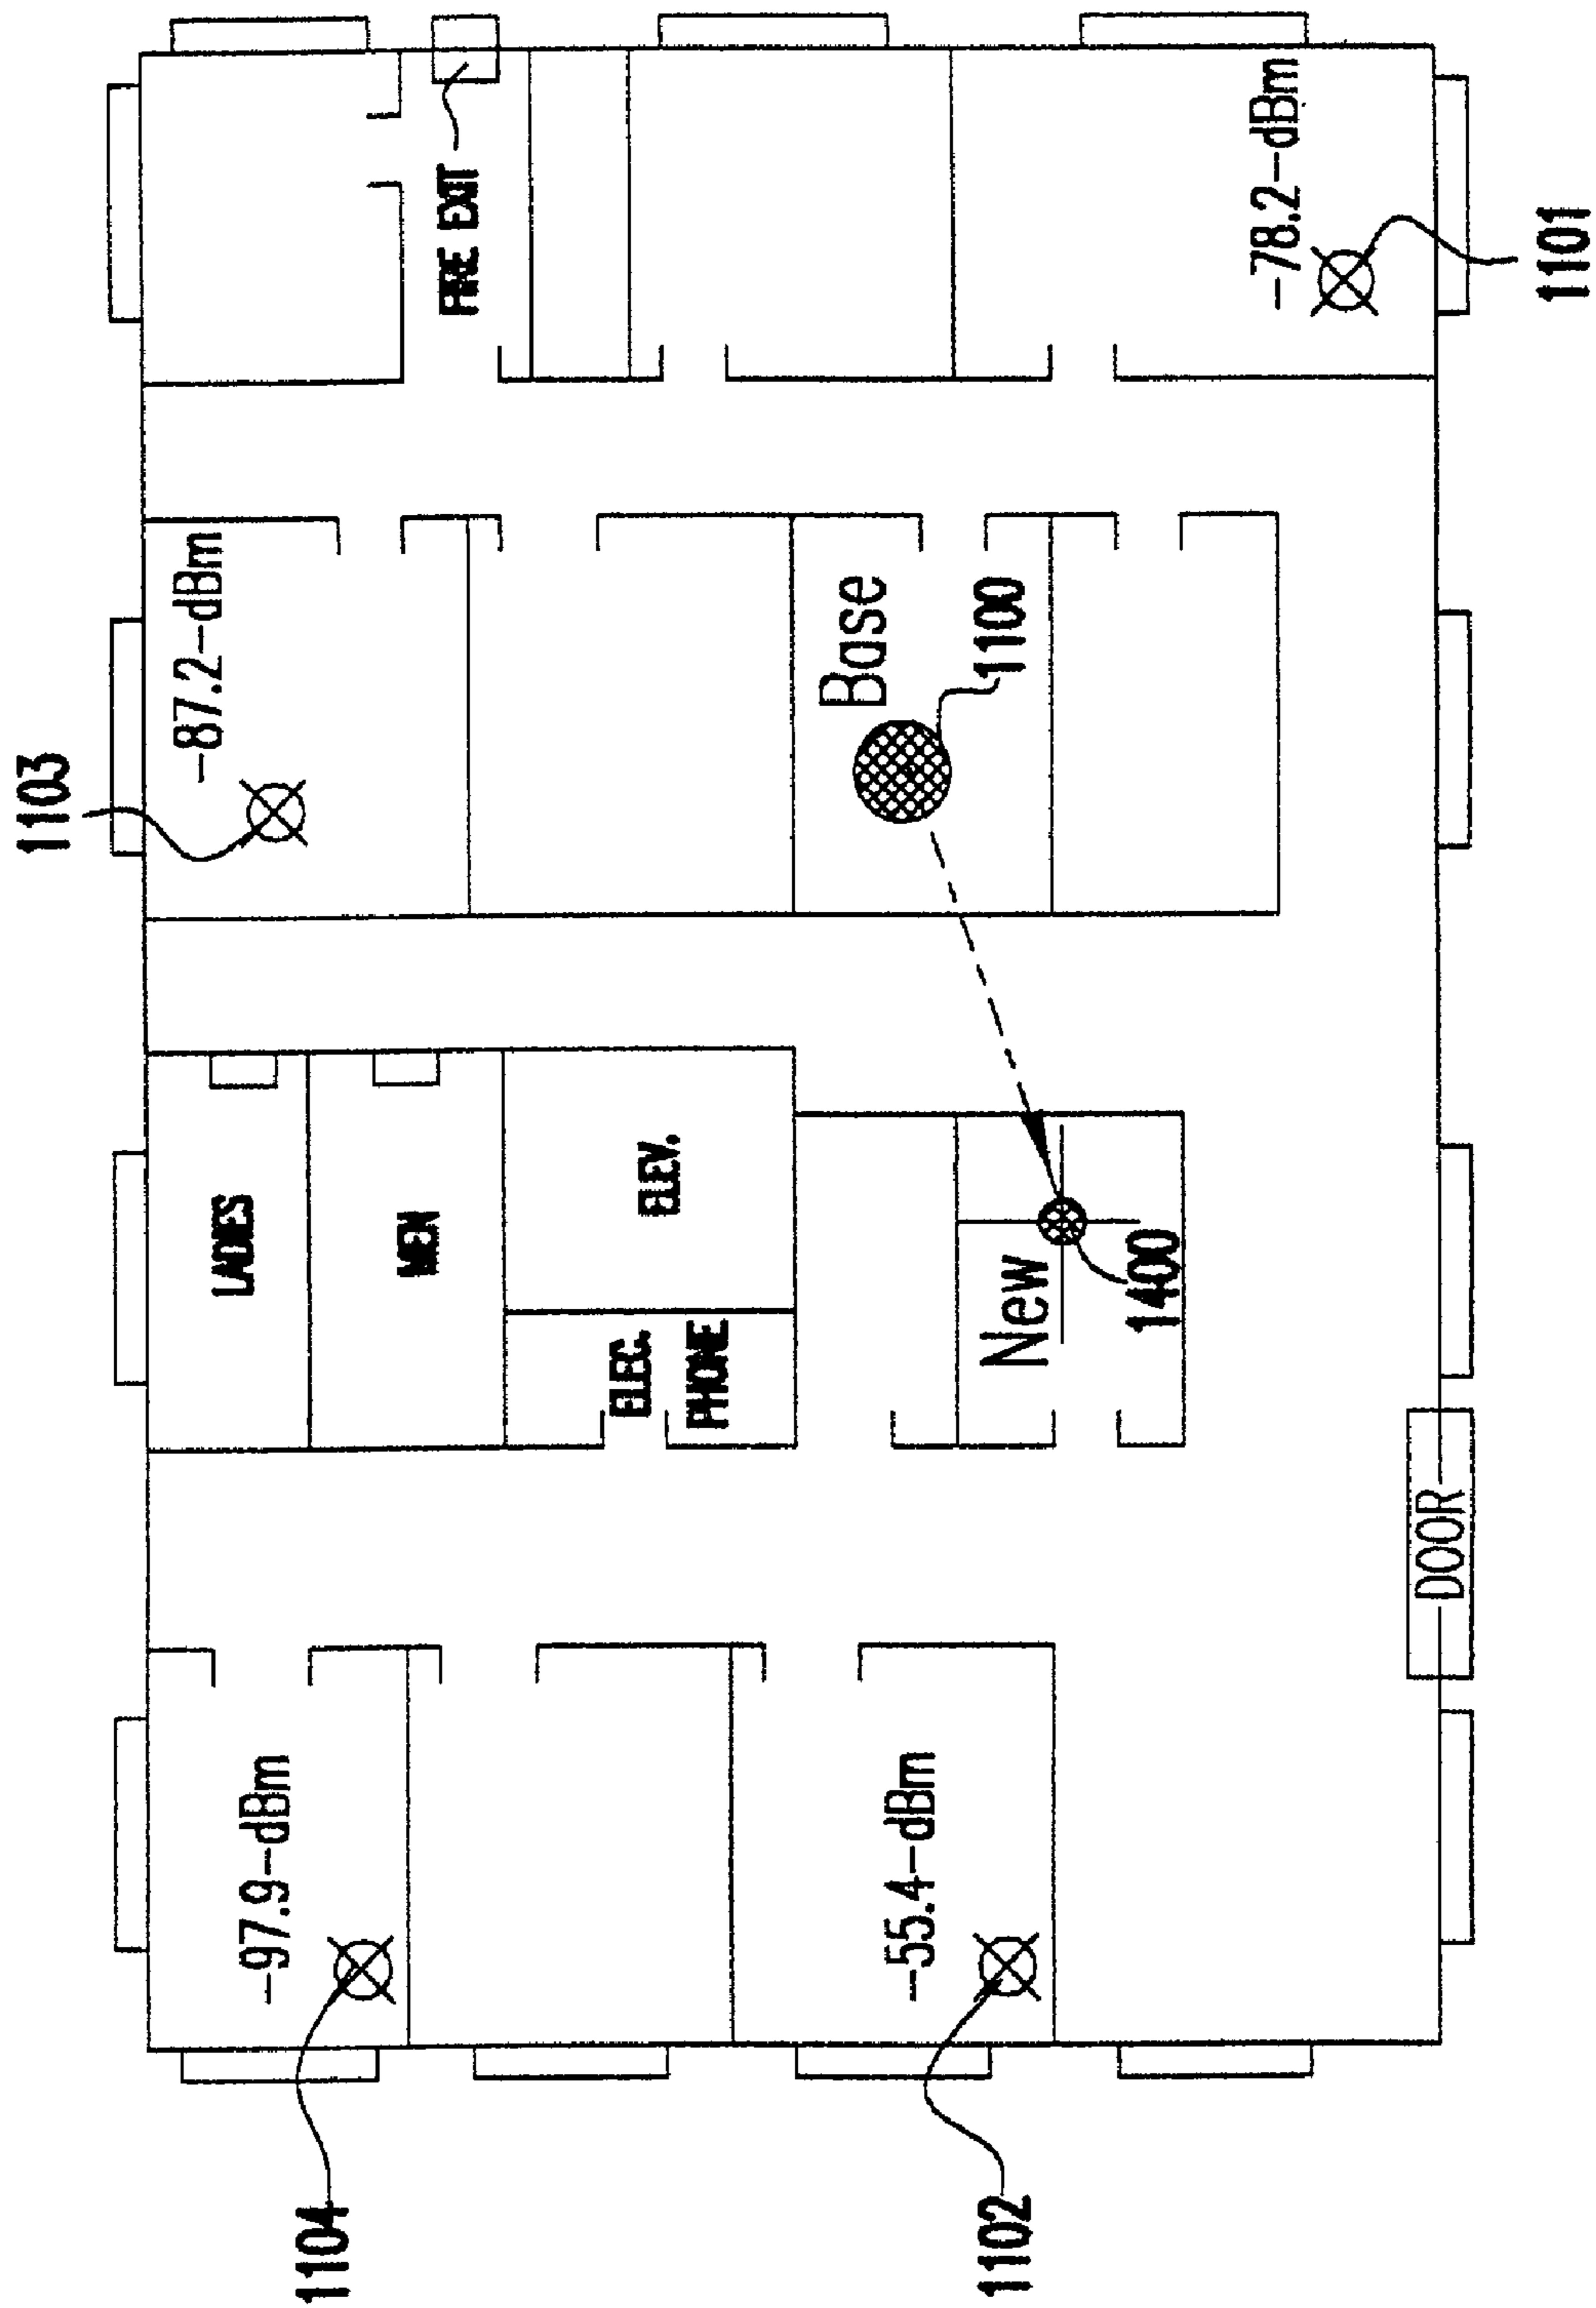 1103
-87.2-dBm
LADIES
-97.9-dBm
1104
MEN
FIRE EXIT
ELEC.
PHONE
ELEV.
Base
1100
-55.4-dBm
1102
New
1400
-78.2-dBm
DOOR
1101